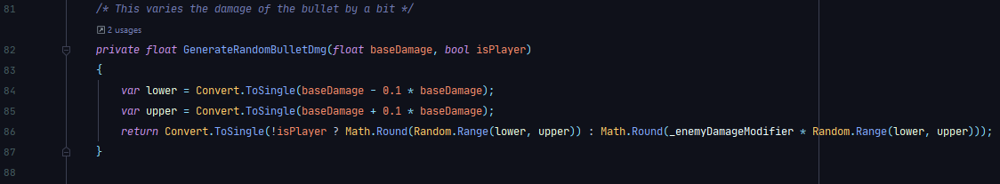 81 /* This varies the damage of the bullet by a bit */
2 usages
82 private float GenerateRandomBulletDmg(float baseDamage, bool isPlayer)
83 {
84 var lower = Convert.ToSingle(baseDamage - 0.1 * baseDamage);
85 var upper = Convert.ToSingle(baseDamage + 0.1 * baseDamage);
86 return Convert.ToSingle(!isPlayer ? Math.Round(Random.Range(lower, upper)) : Math.Round(_enemyDamageModifier * Random.Range(lower, upper)));
87 }
88